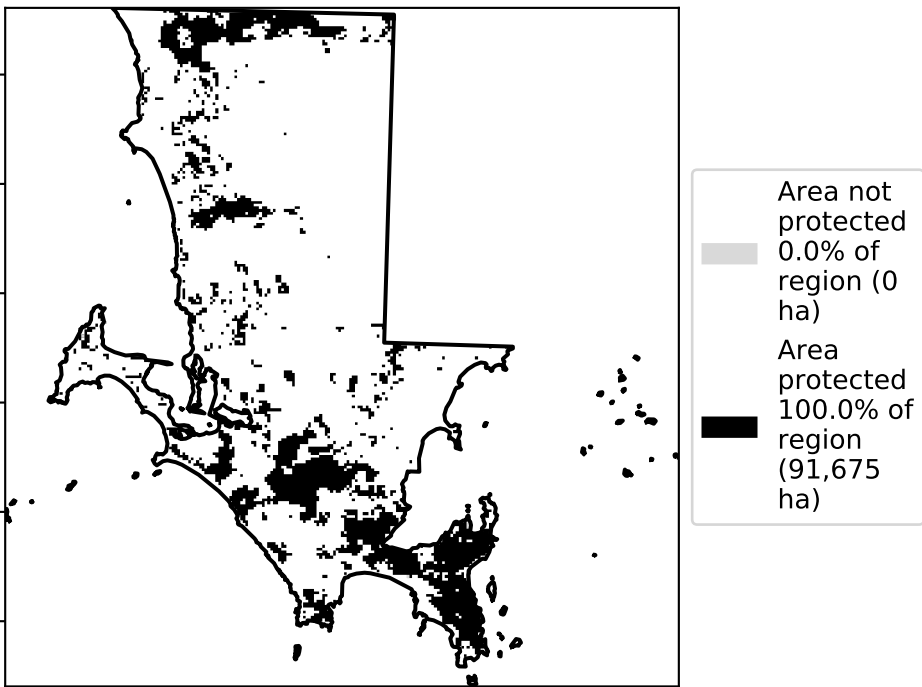 Area not
protected
0.0% of
region (0
ha)
Area
protected
100.0% of
region
(91,675
ha)